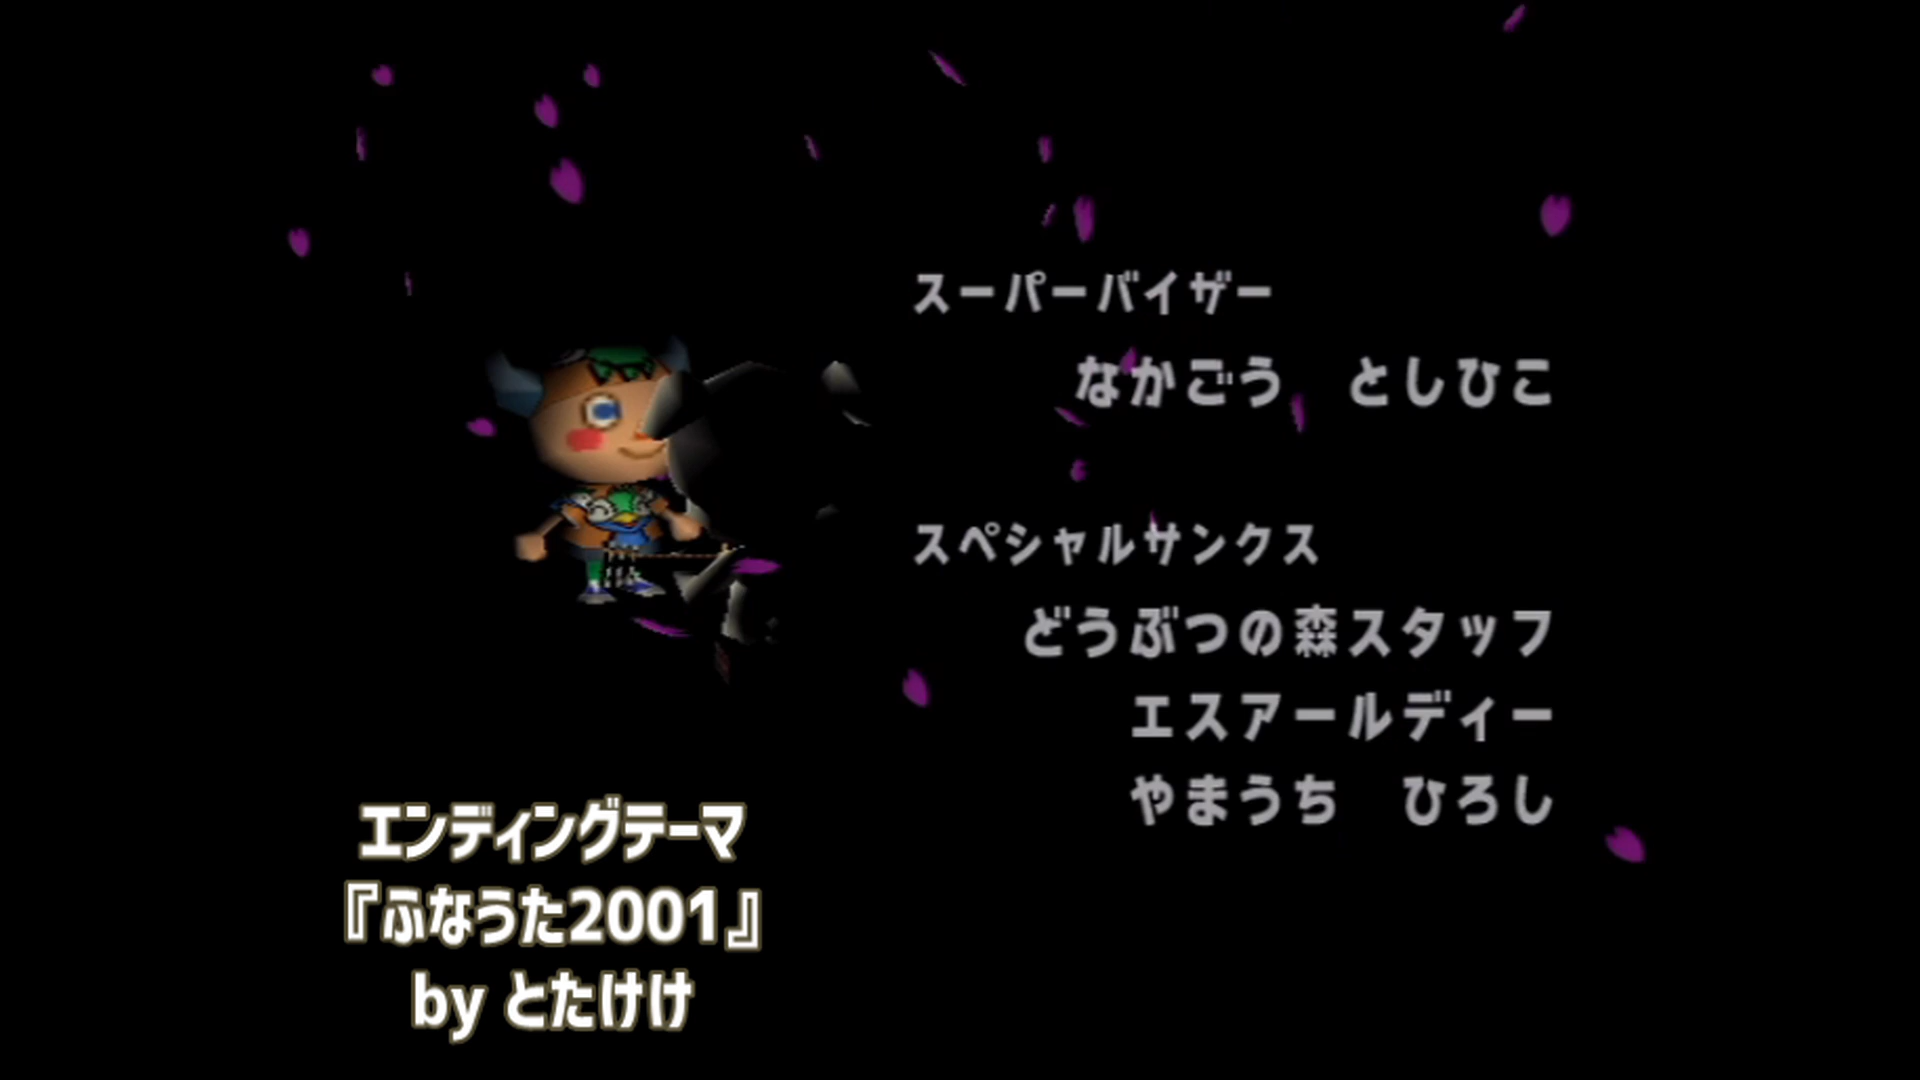 スーパーバイザー
なかごう　としひこ
スペシャルサンクス
どうぶつの森スタッフ
エスアールディー
やまうち　ひろし
エンディングテーマ
『ふなうた2001』
by とたけけ